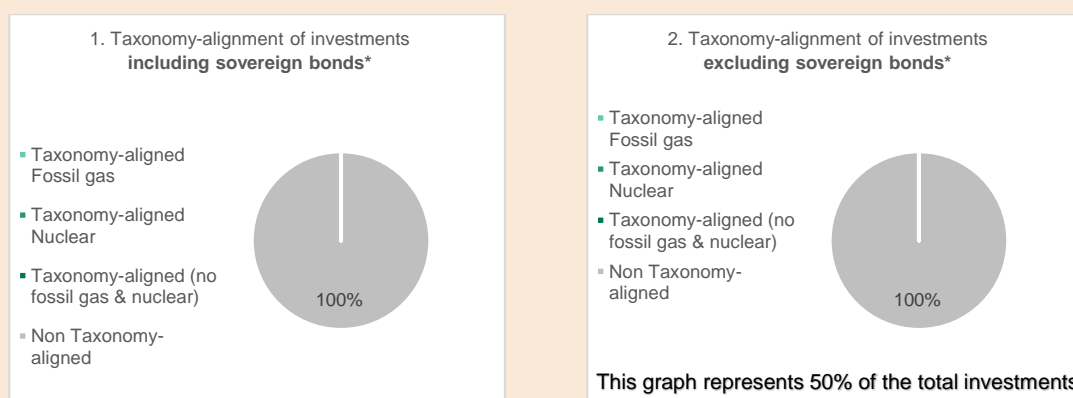 1. Taxonomy-alignment of investments
including sovereign bonds*
Taxonomy-aligned
Fossil gas
Taxonomy-aligned
Nuclear
Taxonomy-aligned (no
fossil gas & nuclear)
Non Taxonomy-
aligned
100%
2. Taxonomy-alignment of investments
excluding sovereign bonds*
Taxonomy-aligned
Fossil gas
Taxonomy-aligned
Nuclear
Taxonomy-aligned (no
fossil gas & nuclear)
Non Taxonomy-
aligned
100%
This graph represents 50% of the total investments